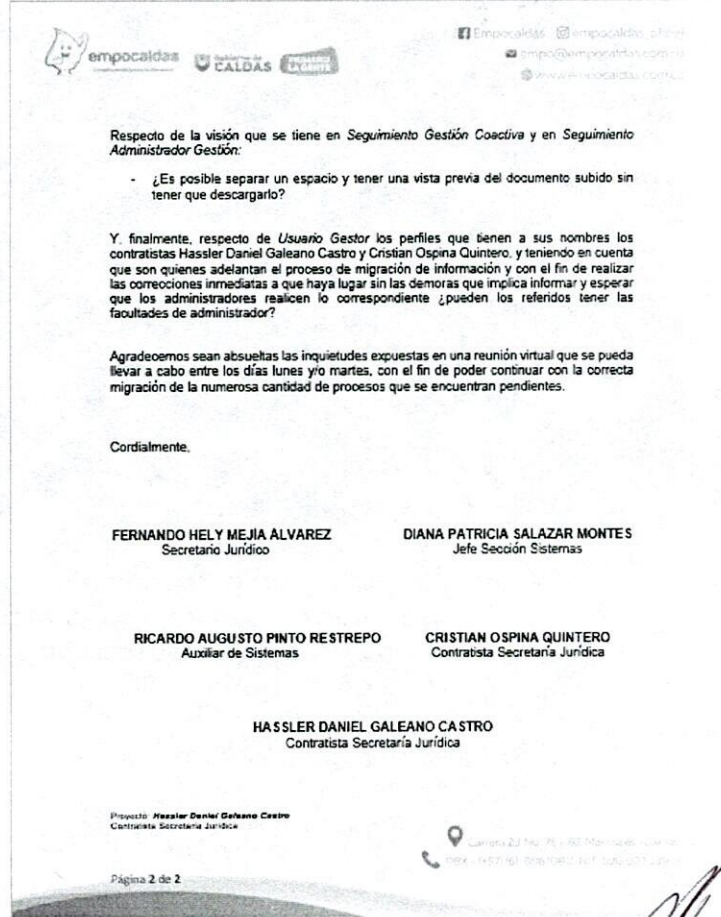 empocaldas
Gobierno de
CALDAS
PRIMERO
LA GENTE
Empocaldas
Respecto de la visión que se tiene en Seguimiento Gestión Coactiva y en Seguimiento
Administrador Gestión:
- ¿Es posible separar un espacio y tener una vista previa del documento subido sin
tener que descargarlo?
Y, finalmente, respecto de Usuario Gestor los perfiles que tienen a sus nombres los
contratistas Hassler Daniel Galeano Castro y Cristian Ospina Quintero, y teniendo en cuenta
que son quienes adelantan el proceso de migración de información y con el fin de realizar
las correcciones inmediatas a que haya lugar sin las demoras que implica informar y esperar
que los administradores realicen lo correspondiente ¿pueden los referidos tener las
facultades de administrador?
Agradecemos sean absueltas las inquietudes expuestas en una reunión virtual que se pueda
llevar a cabo entre los días lunes y/o martes, con el fin de poder continuar con la correcta
migración de la numerosa cantidad de procesos que se encuentran pendientes.
Cordialmente,
FERNANDO HELY MEJÍA ÁLVAREZ
Secretario Jurídico
DIANA PATRICIA SALAZAR MONTES
Jefe Sección Sistemas
RICARDO AUGUSTO PINTO RESTREPO
Auxiliar de Sistemas
CRISTIAN OSPINA QUINTERO
Contratista Secretaría Jurídica
HASSLER DANIEL GALEANO CASTRO
Contratista Secretaría Jurídica
Proyectó: Hassler Daniel Galeano Castro
Contratista Secretaría Jurídica
Página 2 de 2